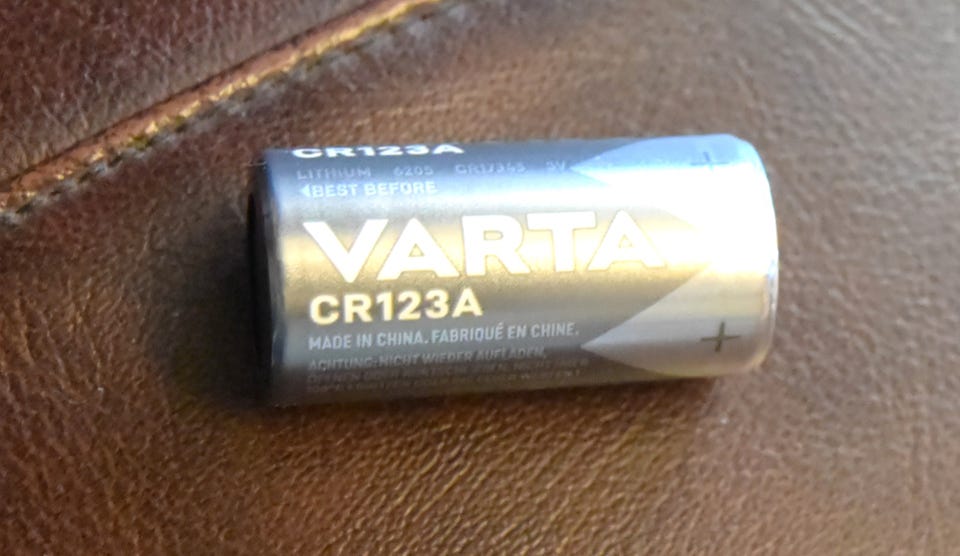 CR123A
LITHIUM 6205 CR17345 3V
BEST BEFORE
VARTA
CR123A
MADE IN CHINA. FABRIQUÉ EN CHINE.
ACHTUNG: NICHT WIEDER AUFLADEN,
+
+